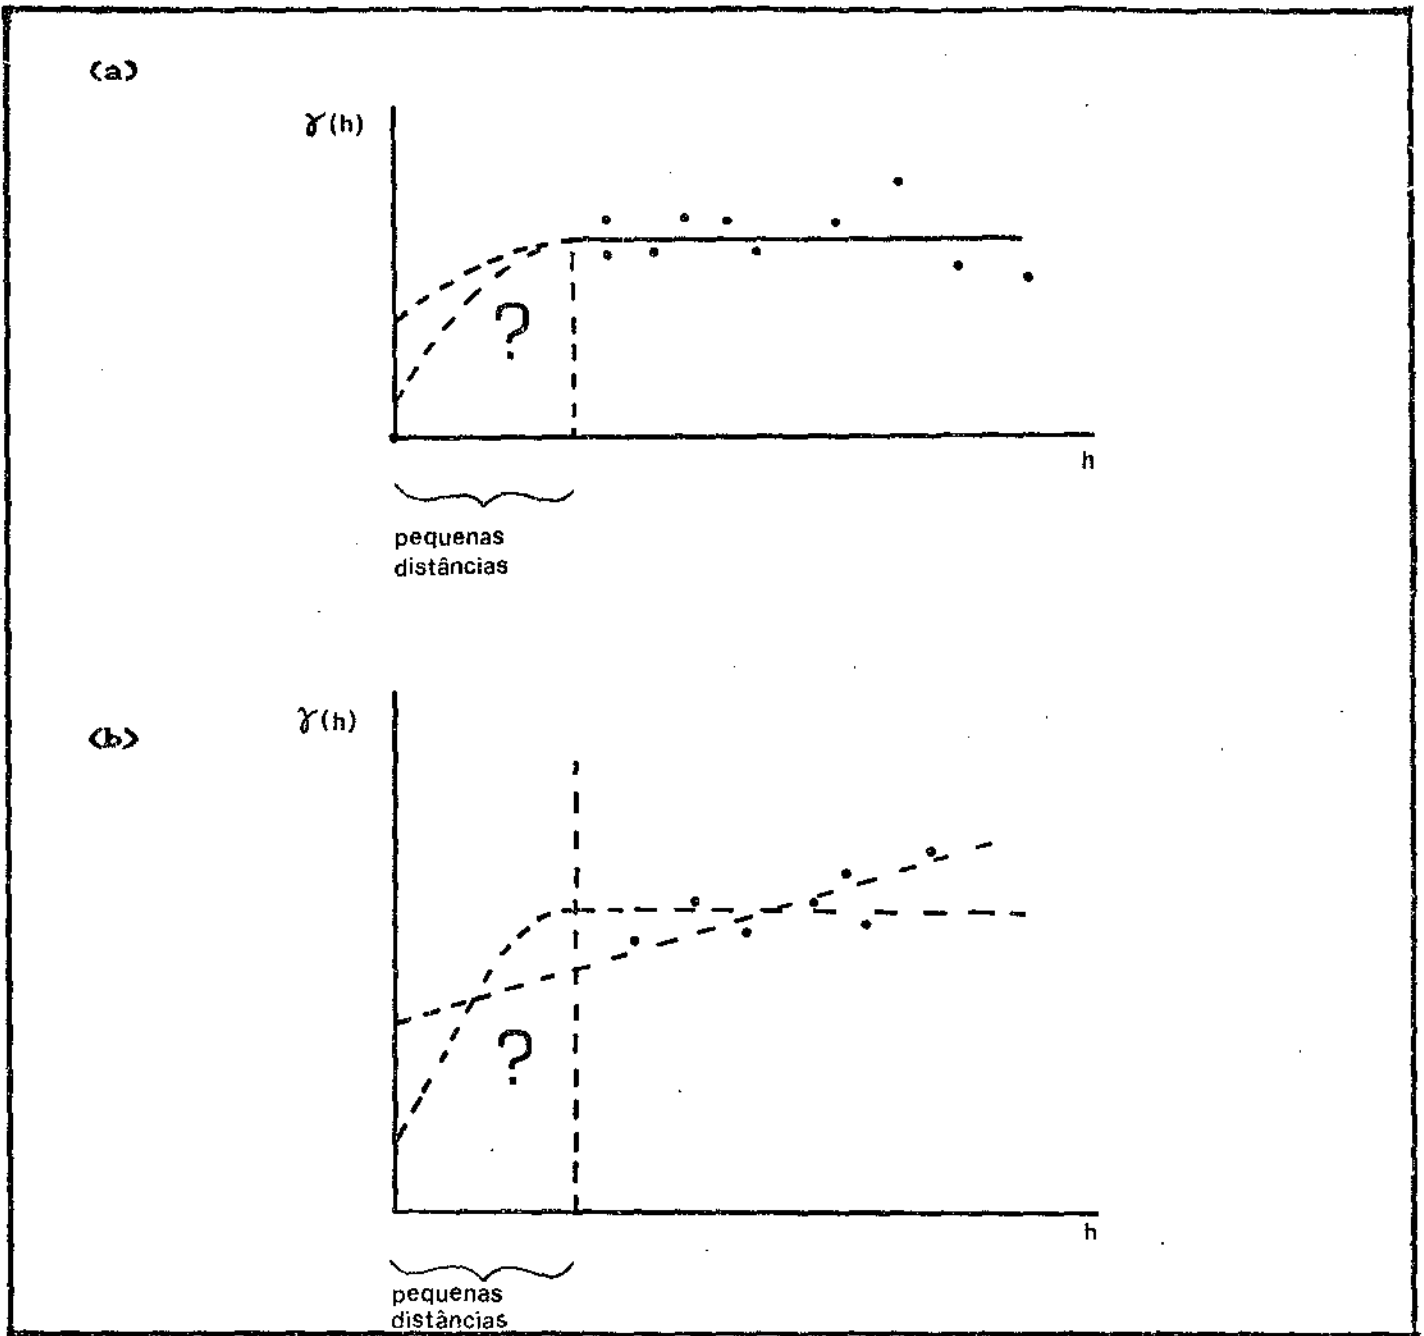 (a)
γ(h)
?
h
pequenas
distâncias
(b)
γ(h)
?
h
pequenas
distâncias